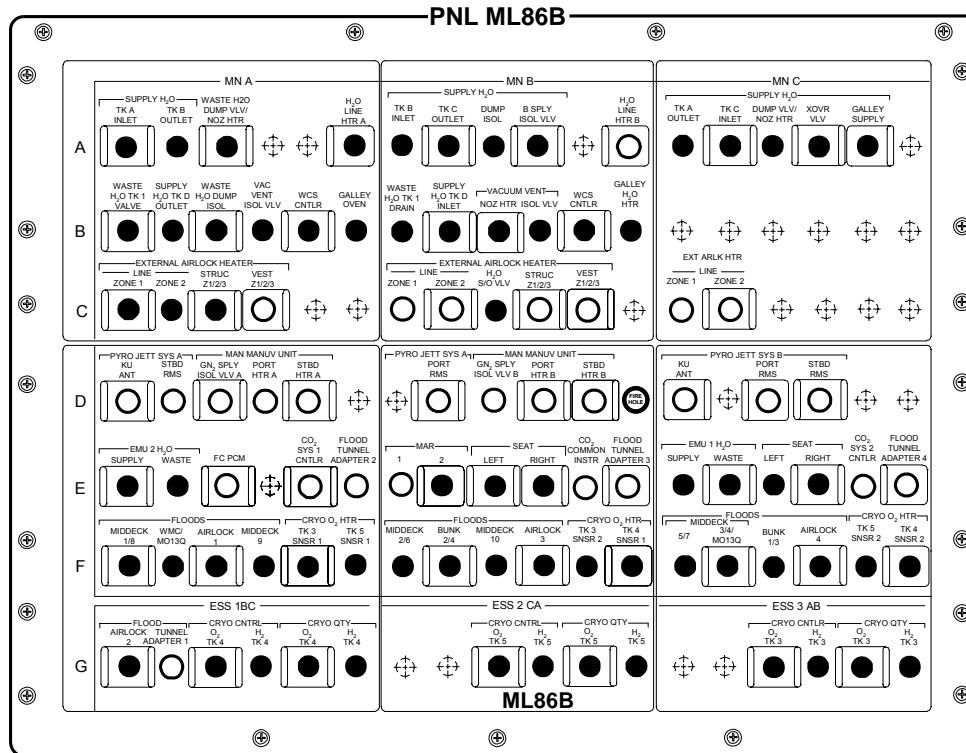 PNL ML86B
MN A
MN B
MN C
SUPPLY H₂O
TK A INLET
TK B OUTLET
WASTE H2O DUMP VLV/ NOZ HTR
H₂O LINE HTR A
SUPPLY H₂O
TK B INLET
TK C OUTLET
DUMP ISOL
B SPLY ISOL VLV
H₂O LINE HTR B
SUPPLY H₂O
TK A OUTLET
TK C INLET
DUMP VLV/ NOZ HTR
XOVR VLV
GALLEY SUPPLY
A
WASTE H₂O TK 1 VALVE
SUPPLY H₂O TK D OUTLET
WASTE H₂O DUMP ISOL
VAC VENT ISOL VLV
WCS CNTLR
GALLEY OVEN
WASTE H₂O TK 1 DRAIN
SUPPLY H₂O TK D INLET
VACUUM VENT
NOZ HTR
ISOL VLV
WCS CNTLR
GALLEY H₂O HTR
B
EXTERNAL AIRLOCK HEATER
LINE
ZONE 1
ZONE 2
STRUC Z1/2/3
VEST Z1/2/3
EXTERNAL AIRLOCK HEATER
LINE
ZONE 1
ZONE 2
H₂O S/O VLV
STRUC Z1/2/3
VEST Z1/2/3
EXT ARLK HTR
LINE
ZONE 1
ZONE 2
C
PYRO JETT SYS A
KU ANT
STBD RMS
MAN MANUV UNIT
GN₂ SPLY ISOL VLV A
PORT HTR A
STBD HTR A
PYRO JETT SYS A
PORT RMS
MAN MANUV UNIT
GN₂ SPLY ISOL VLV B
PORT HTR B
STBD HTR B
FIRE HOLE
PYRO JETT SYS B
KU ANT
PORT RMS
STBD RMS
D
EMU 2 H₂O
SUPPLY
WASTE
FC PCM
CO₂ SYS 1 CNTLR
FLOOD TUNNEL ADAPTER 2
MAR
1
2
SEAT
LEFT
RIGHT
CO₂ COMMON INSTR
FLOOD TUNNEL ADAPTER 3
EMU 1 H₂O
SUPPLY
WASTE
SEAT
LEFT
RIGHT
CO₂ SYS 2 CNTLR
FLOOD TUNNEL ADAPTER 4
E
FLOODS
MIDDECK 1/8
WMC/ MO13Q
AIRLOCK 1
MIDDECK 9
CRYO O₂ HTR
TK 3 SNSR 1
TK 5 SNSR 1
FLOODS
MIDDECK 2/6
BUNK 2/4
MIDDECK 10
AIRLOCK 3
CRYO O₂ HTR
TK 3 SNSR 2
TK 4 SNSR 1
FLOODS
MIDDECK
5/7
3/4/ MO13Q
BUNK 1/3
AIRLOCK 4
CRYO O₂ HTR
TK 5 SNSR 2
TK 4 SNSR 2
F
ESS 1BC
ESS 2 CA
ESS 3 AB
FLOOD
AIRLOCK 2
TUNNEL ADAPTER 1
CRYO CNTRL
O₂ TK 4
H₂ TK 4
CRYO QTY
O₂ TK 4
H₂ TK 4
CRYO CNTRL
O₂ TK 5
H₂ TK 5
CRYO QTY
O₂ TK 5
H₂ TK 5
CRYO CNTLR
O₂ TK 3
H₂ TK 3
CRYO QTY
O₂ TK 3
H₂ TK 3
G
ML86B